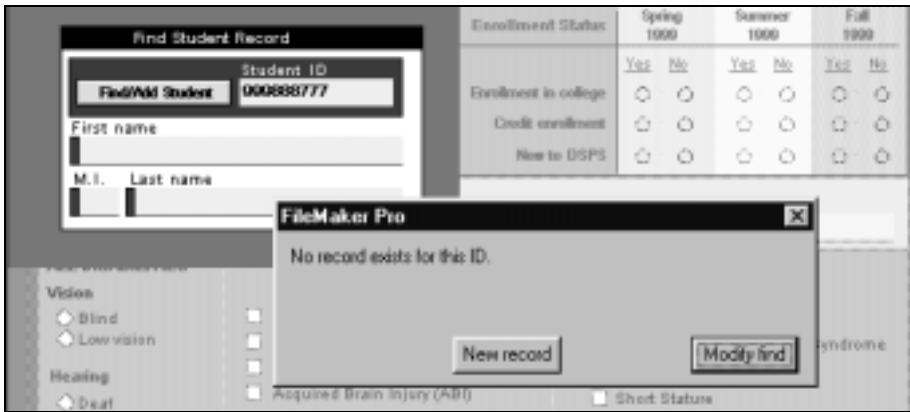 Find Student Record
Student ID
Find/Add Student 999888777
First name
M.I. Last name
Enrollment Status Spring 1999 Summer 1999 Fall 1999
Yes No Yes No Yes No
Enrollment in college
Credit enrollment
New to DSPS
FileMaker Pro
No record exists for this ID.
New record Modify find
Vision
Blind
Low vision
Hearing
Deaf
Acquired Brain Injury (ABI)
Short Stature